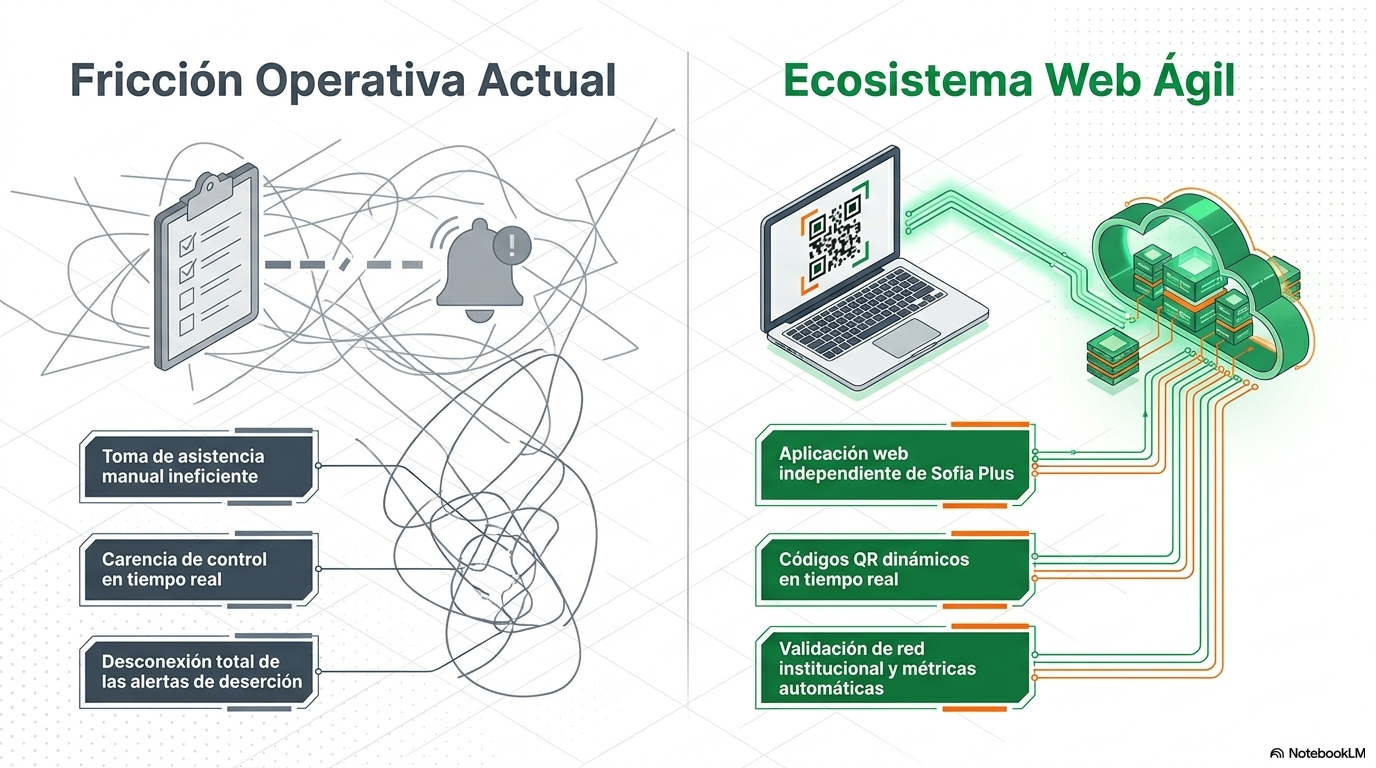 Fricción Operativa Actual
Toma de asistencia
manual ineficiente
Carencia de control
en tiempo real
Desconexión total de
las alertas de deserción
Ecosistema Web Ágil
Aplicación web
independiente de Sofia Plus
Códigos QR dinámicos
en tiempo real
Validación de red
institucional y métricas
automáticas
NotebookLM